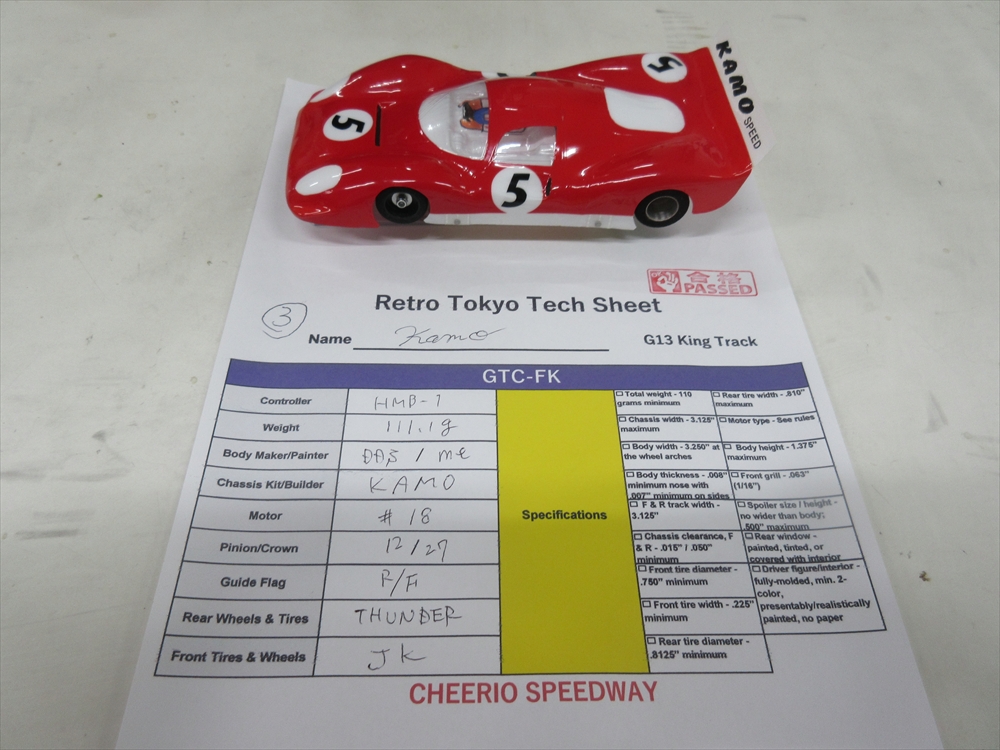 KAMO
SPEED
5
5
5
合格
PASSED
Retro Tokyo Tech Sheet
3
Name Kamo
G13 King Track
GTC-FK
Controller HMB-1
Weight 111.1g
Body Maker/Painter / me
Chassis Kit/Builder KAMO
Motor #18
Pinion/Crown 12/27
Guide Flag R/F
Rear Wheels & Tires THUNDER
Front Tires & Wheels JK
Specifications
Total weight - 110
grams minimum
Rear tire width - .810"
maximum
Chassis width - 3.125"
maximum
Motor type - See rules
Body width - 3.250" at
the wheel arches
Body height - 1.375"
maximum
Body thickness - .008"
minimum nose with
.007" minimum on sides
Front grill - .063"
(1/16")
F & R track width -
3.125"
Spoiler size / height -
no wider than body;
.500" maximum
Chassis clearance, F
& R - .015" / .050"
minimum
Rear window -
painted, tinted, or
covered with interior
Front tire diameter -
.750" minimum
Driver figure/interior -
fully-molded, min. 2-
color,
presentably/realistically
painted, no paper
Front tire width - .225"
minimum
Rear tire diameter -
.8125" minimum
CHEERIO SPEEDWAY